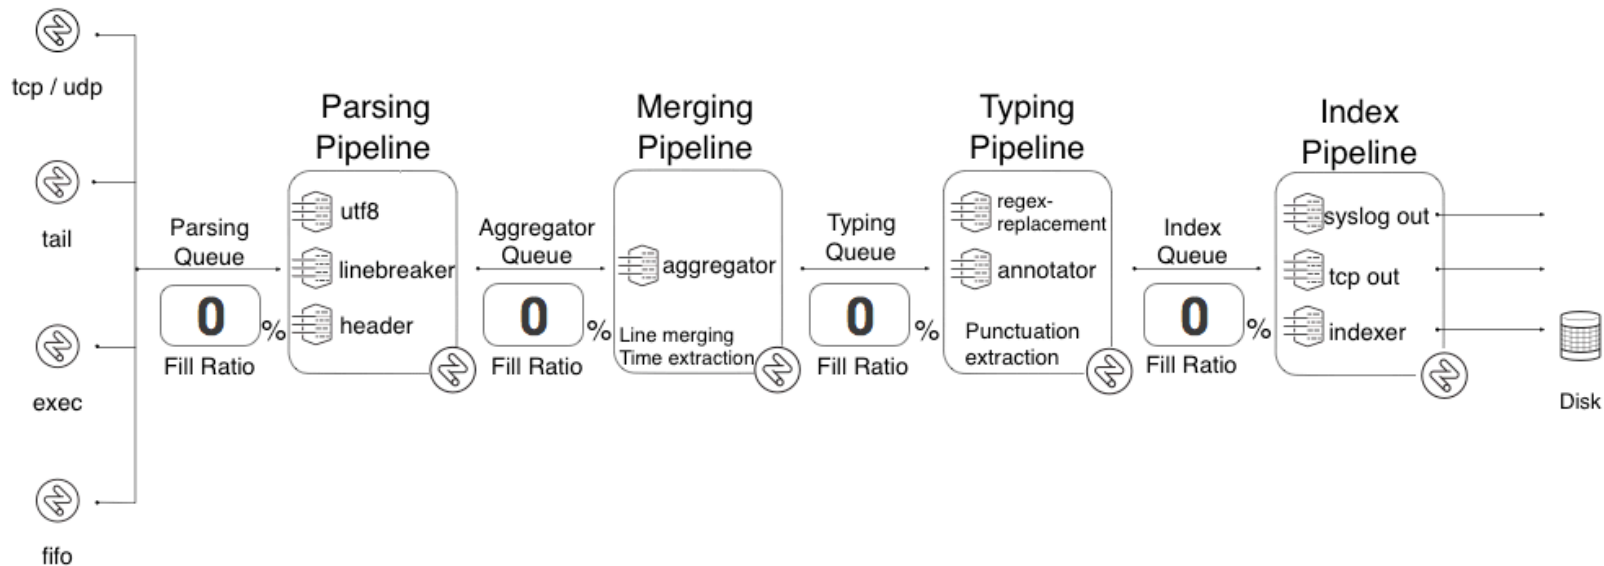 tcp / udp
tail
exec
fifo
Parsing
Queue
0 %
Fill Ratio
Parsing
Pipeline
utf8
linebreaker
header
Aggregator
Queue
0 %
Fill Ratio
Merging
Pipeline
aggregator
Line merging
Time extraction
Typing
Queue
0 %
Fill Ratio
Typing
Pipeline
regex-
replacement
annotator
Punctuation
extraction
Index
Queue
0 %
Fill Ratio
Index
Pipeline
syslog out
tcp out
indexer
Disk